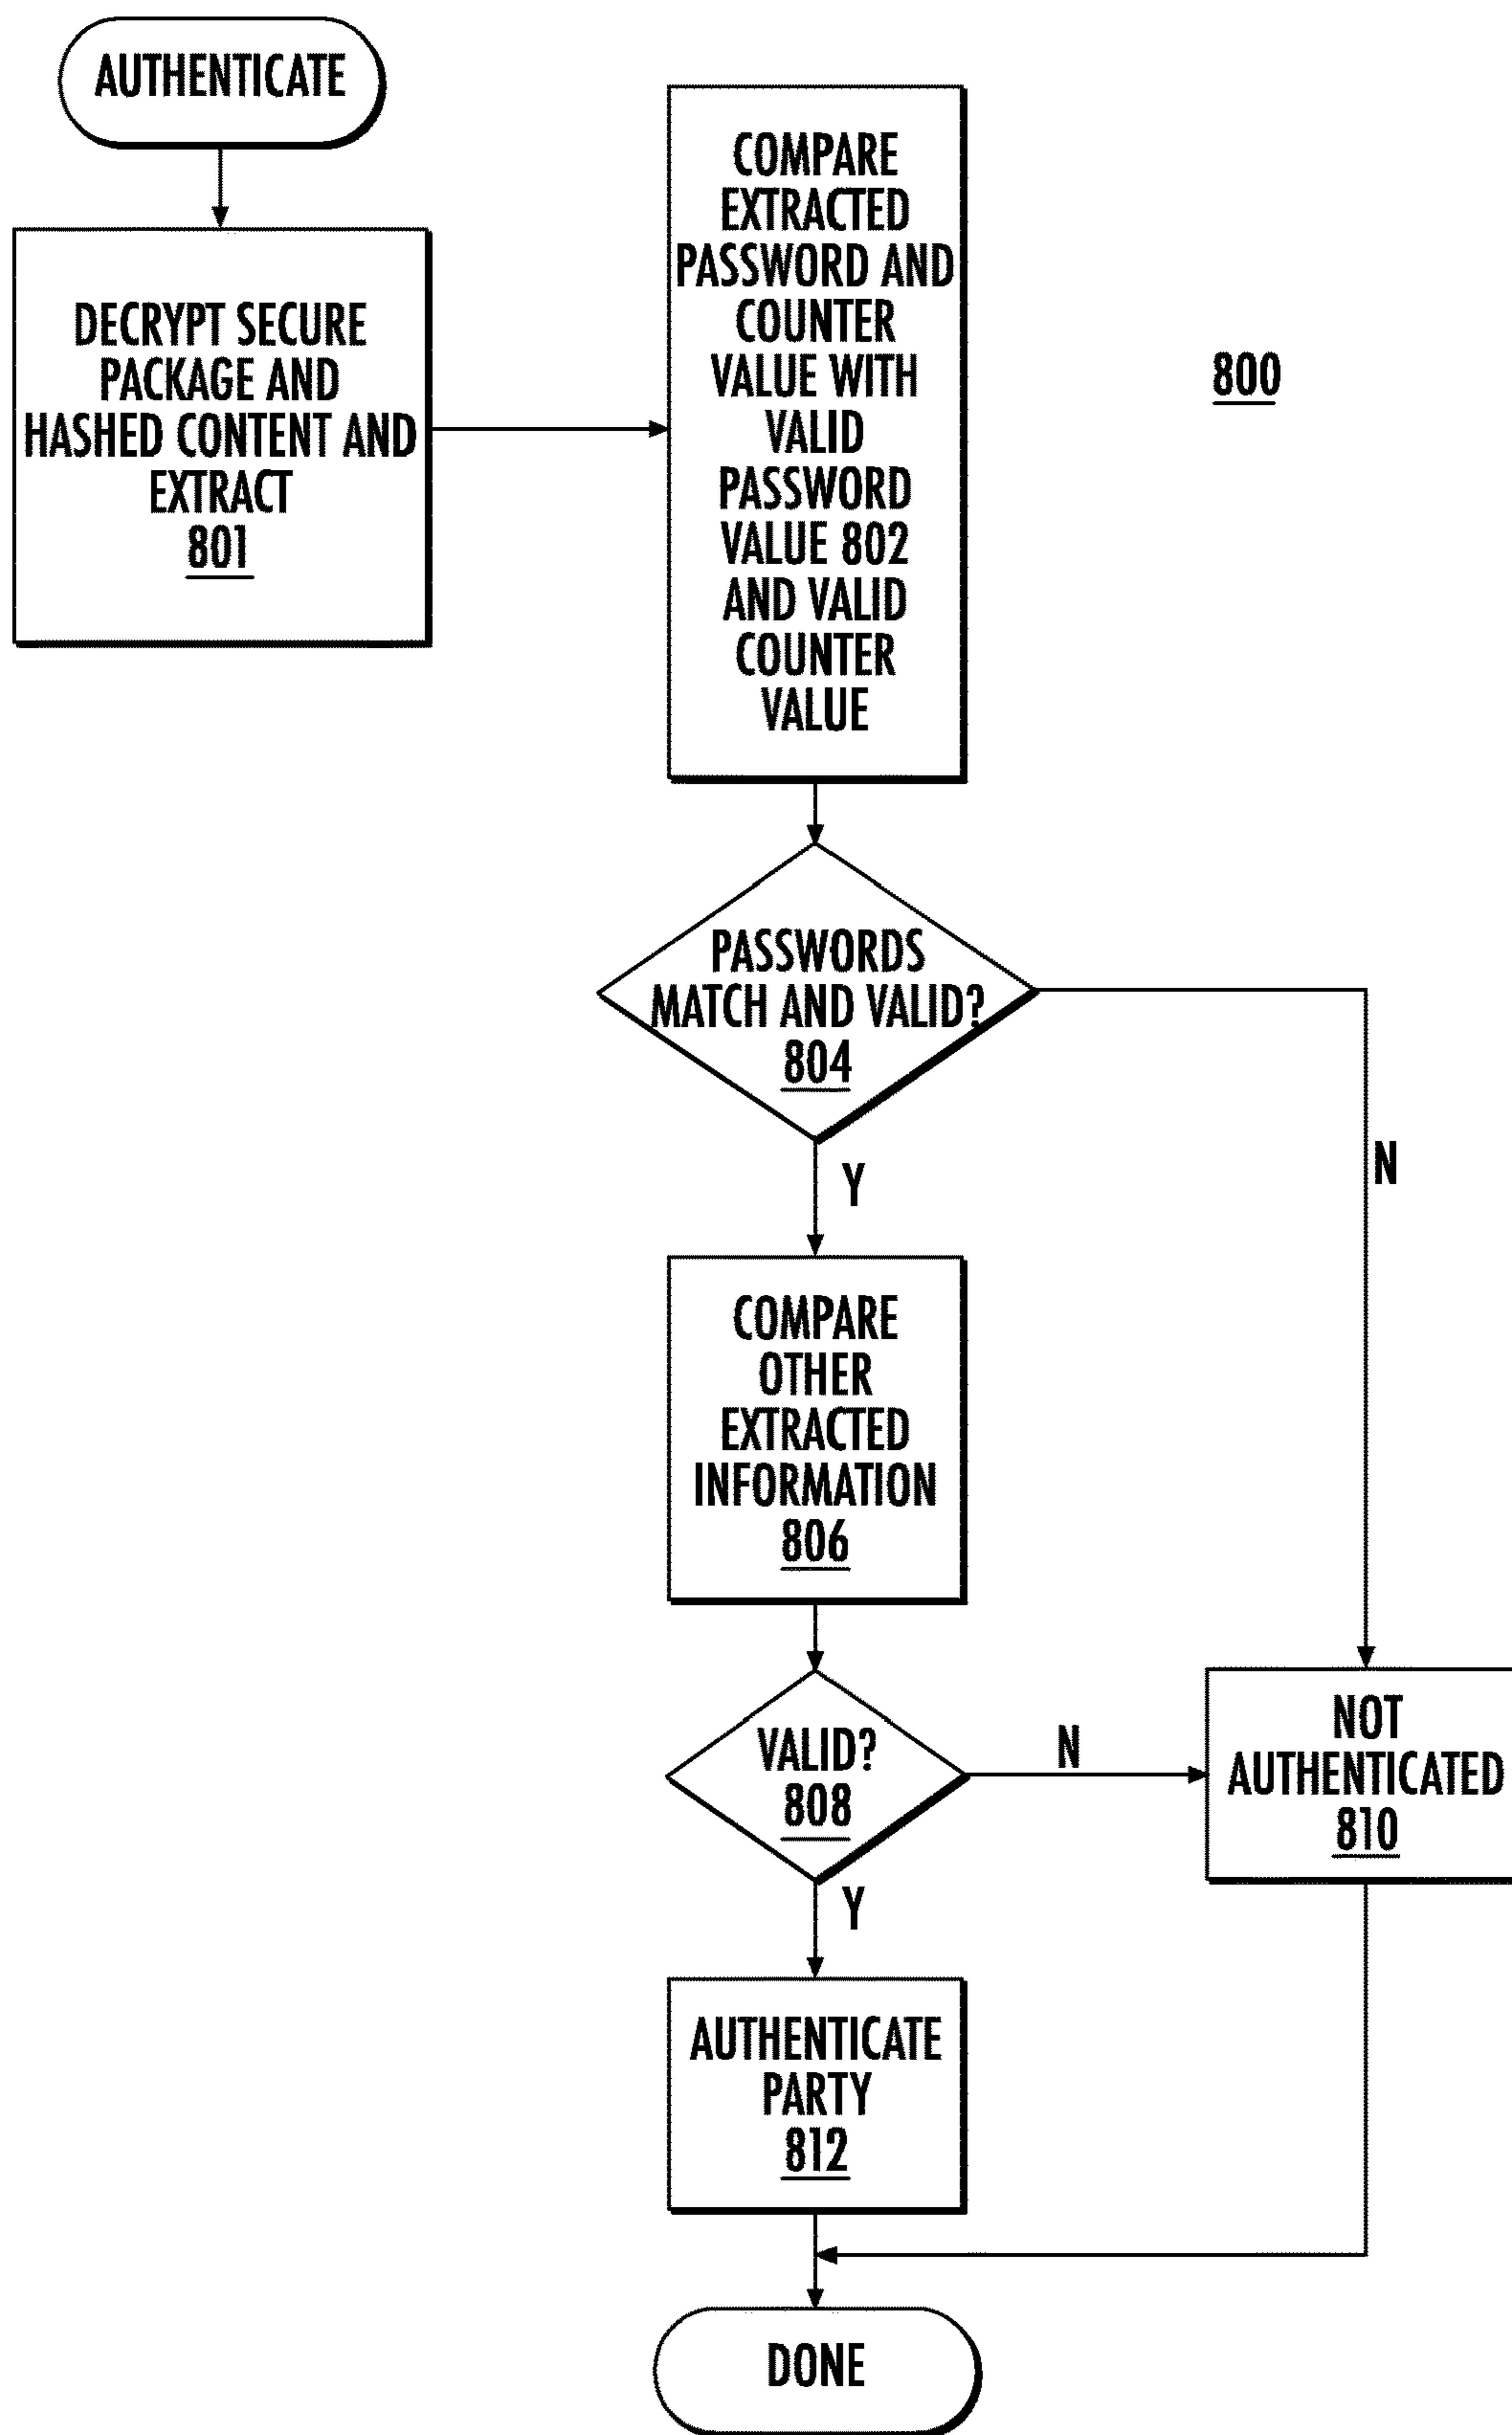 AUTHENTICATE
DECRYPT SECURE
PACKAGE AND
HASHED CONTENT AND
EXTRACT
801
COMPARE
EXTRACTED
PASSWORD AND
COUNTER
VALUE WITH
VALID
PASSWORD
VALUE 802
AND VALID
COUNTER
VALUE
800
PASSWORDS
MATCH AND VALID?
804
N
Y
COMPARE
OTHER
EXTRACTED
INFORMATION
806
VALID?
808
N
NOT
AUTHENTICATED
810
Y
AUTHENTICATE
PARTY
812
DONE